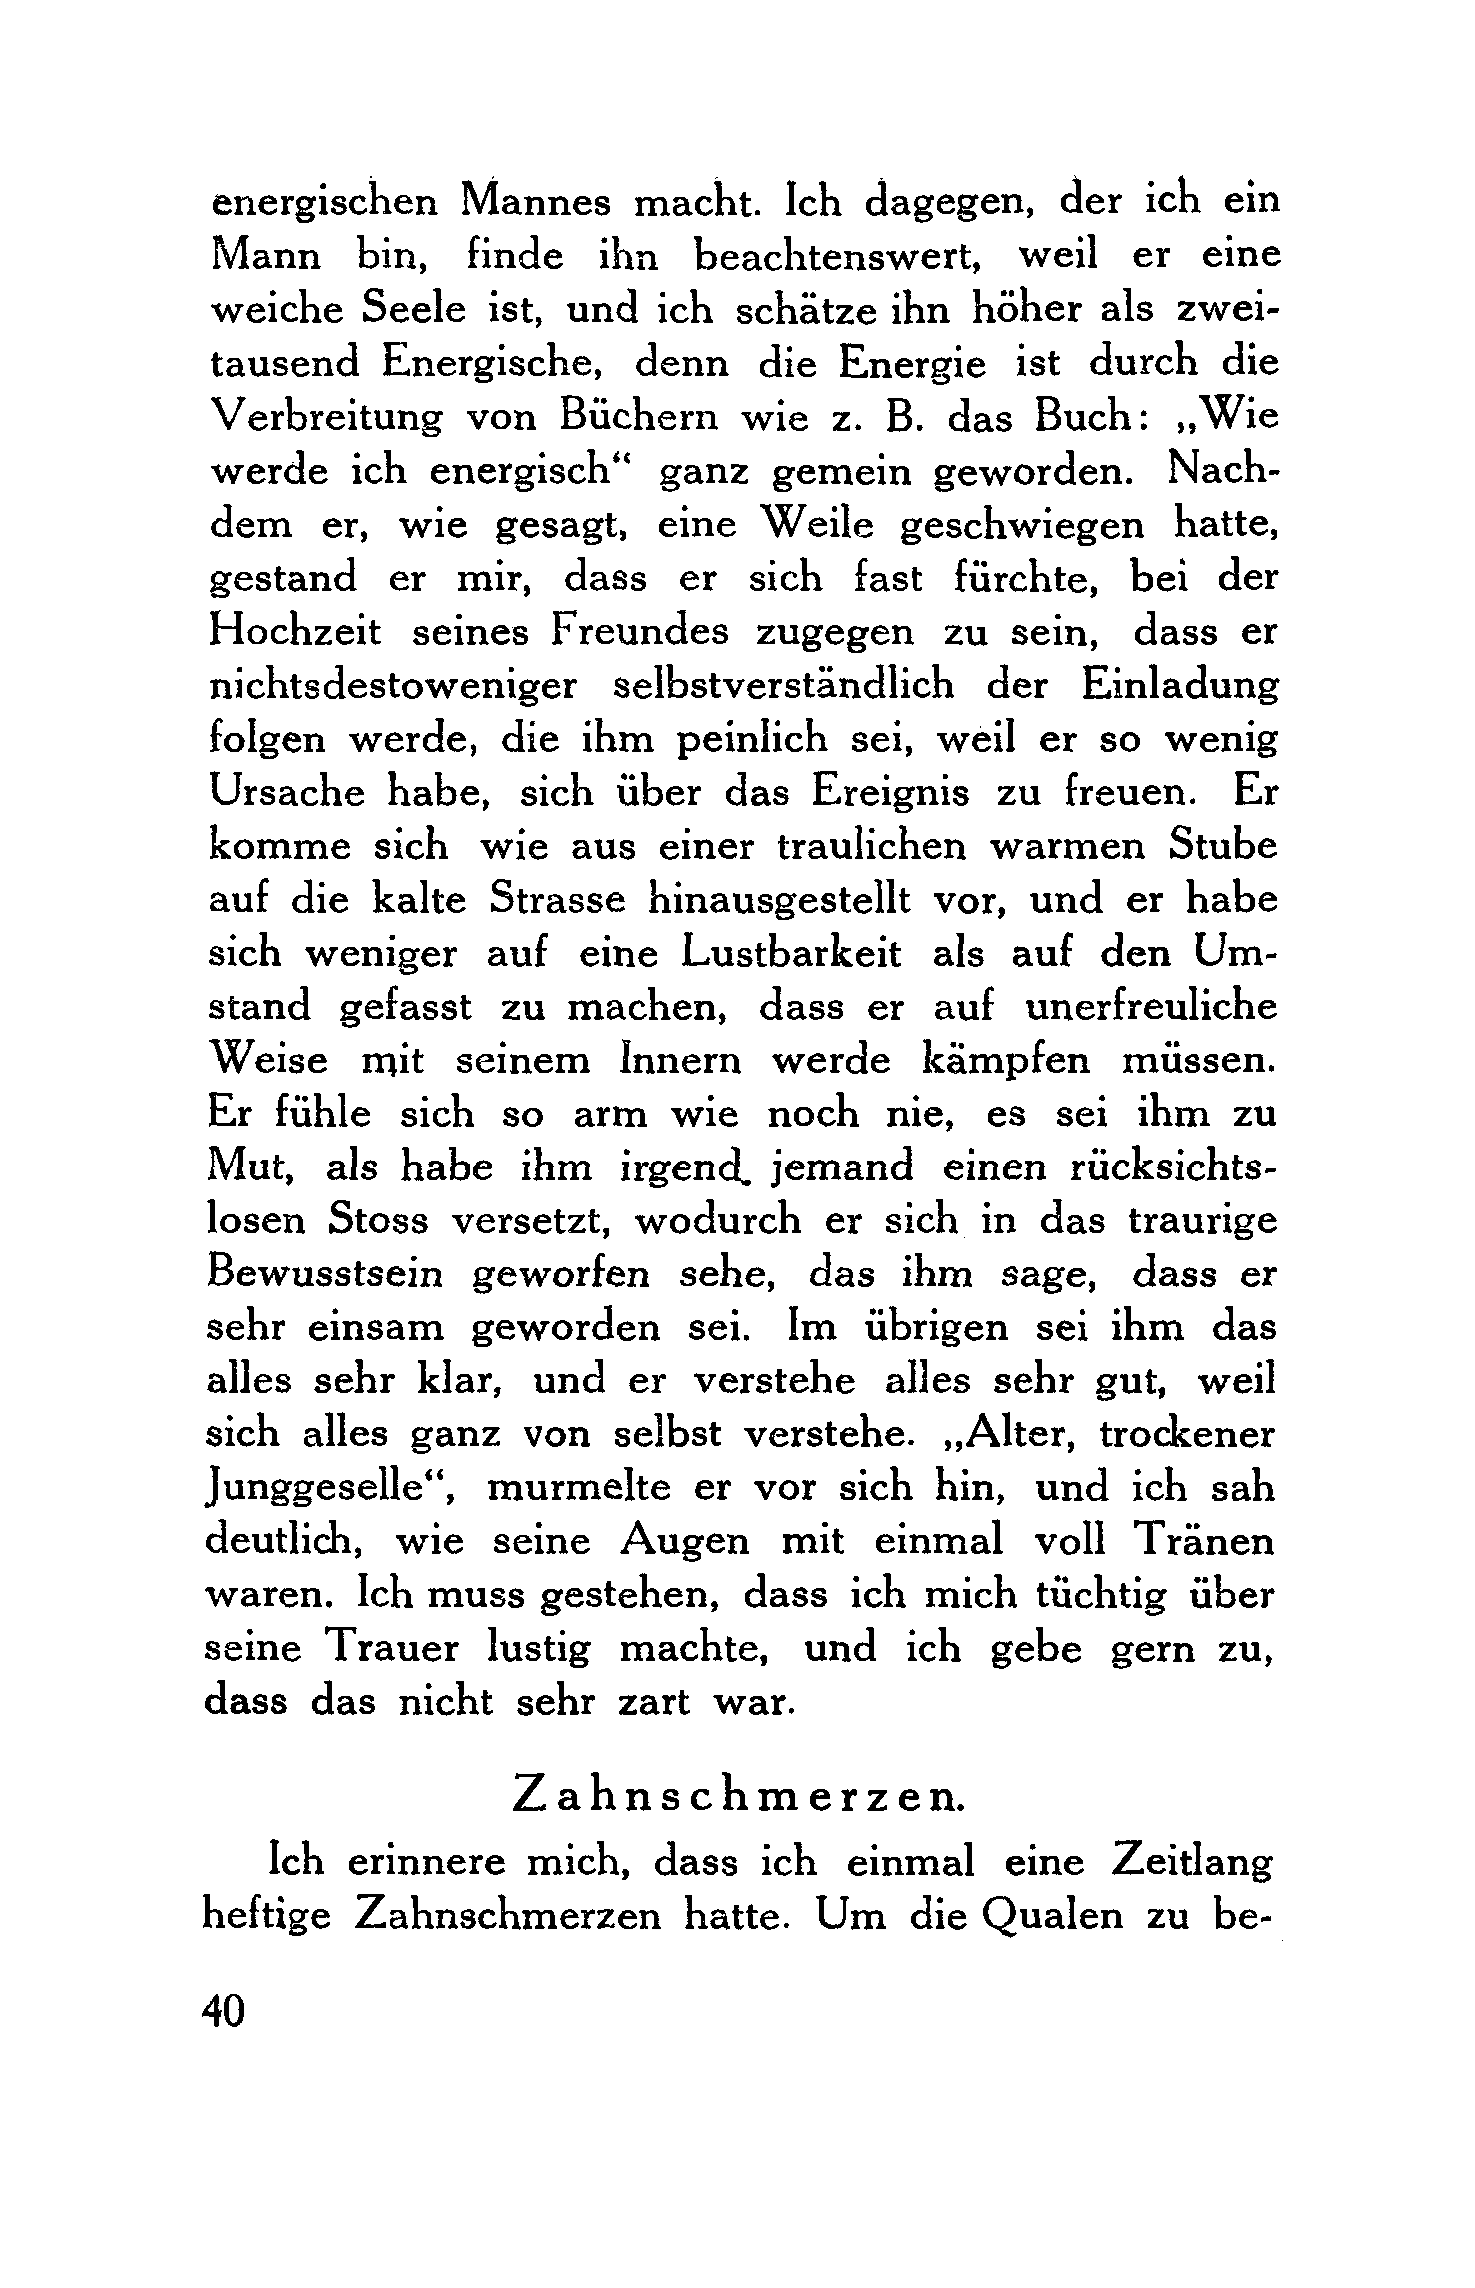 energischen Mannes macht. Ich dagegen, der ich ein
Mann bin, finde ihn beachtenswert, weil er eine
weiche Seele ist, und ich schätze ihn höher als zwei-
tausend Energische, denn die Energie ist durch die
Verbreitung von Büchern wie z. B. das Buch: „Wie
werde ich energisch“ ganz gemein geworden. Nach-
dem er, wie gesagt, eine Weile geschwiegen hatte,
gestand er mir, dass er sich fast fürchte, bei der
Hochzeit seines Freundes zugegen zu sein, dass er
nichtsdestoweniger selbstverständlich der Einladung
folgen werde, die ihm peinlich sei, weil er so wenig
Ursache habe, sich über das Ereignis zu freuen. Er
komme sich wie aus einer traulichen warmen Stube
auf die kalte Strasse hinausgestellt vor, und er habe
sich weniger auf eine Lustbarkeit als auf den Um-
stand gefasst zu machen, dass er auf unerfreuliche
Weise mit seinem Innern werde kämpfen müssen.
Er fühle sich so arm wie noch nie, es sei ihm zu
Mut, als habe ihm irgend jemand einen rücksichts-
losen Stoss versetzt, wodurch er sich in das traurige
Bewusstsein geworfen sehe, das ihm sage, dass er
sehr einsam geworden sei. Im übrigen sei ihm das
alles sehr klar, und er verstehe alles sehr gut, weil
sich alles ganz von selbst verstehe. „Alter, trockener
Junggeselle“, murmelte er vor sich hin, und ich sah
deutlich, wie seine Augen mit einmal voll Tränen
waren. Ich muss gestehen, dass ich mich tüchtig über
seine Trauer lustig machte, und ich gebe gern zu,
dass das nicht sehr zart war.
Zahnschmerzen.
Ich erinnere mich, dass ich einmal eine Zeitlang
heftige Zahnschmerzen hatte. Um die Qualen zu be-
40